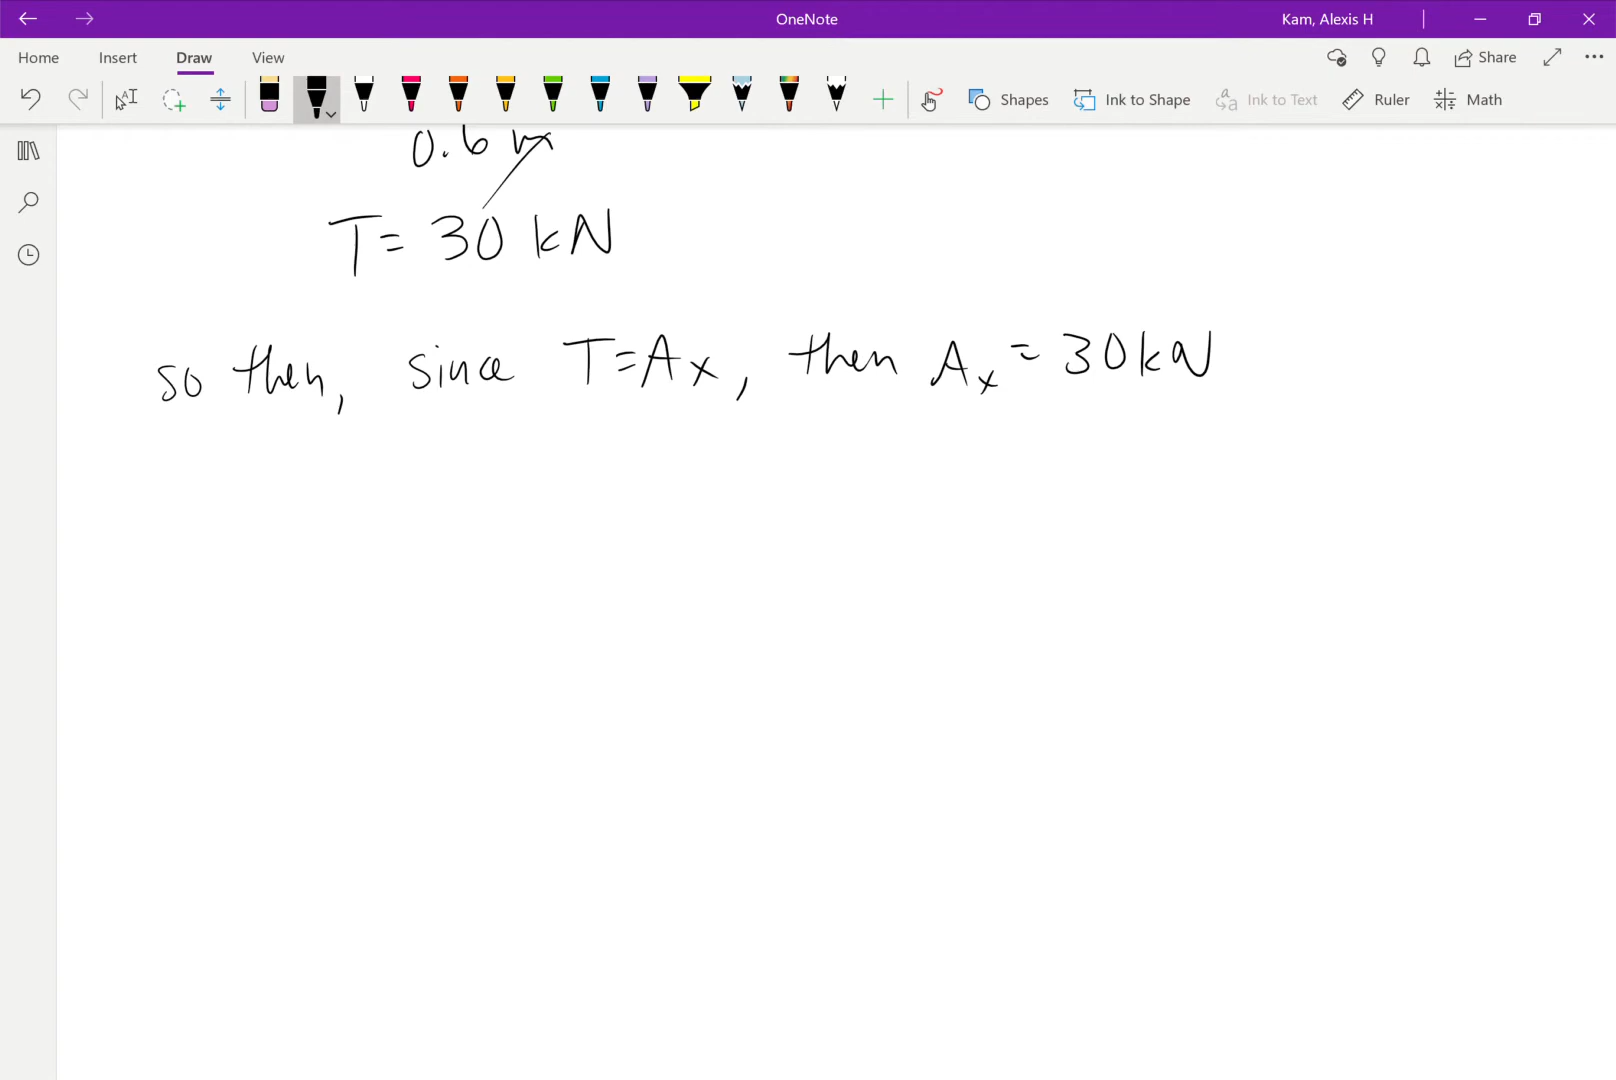 OneNote
Kam, Alexis H
Home Insert Draw View Share
Shapes Ink to Shape Ink to Text Ruler Math
0.6 m
T= 30 kN
so then, since T=Ax, then Ax = 30kN